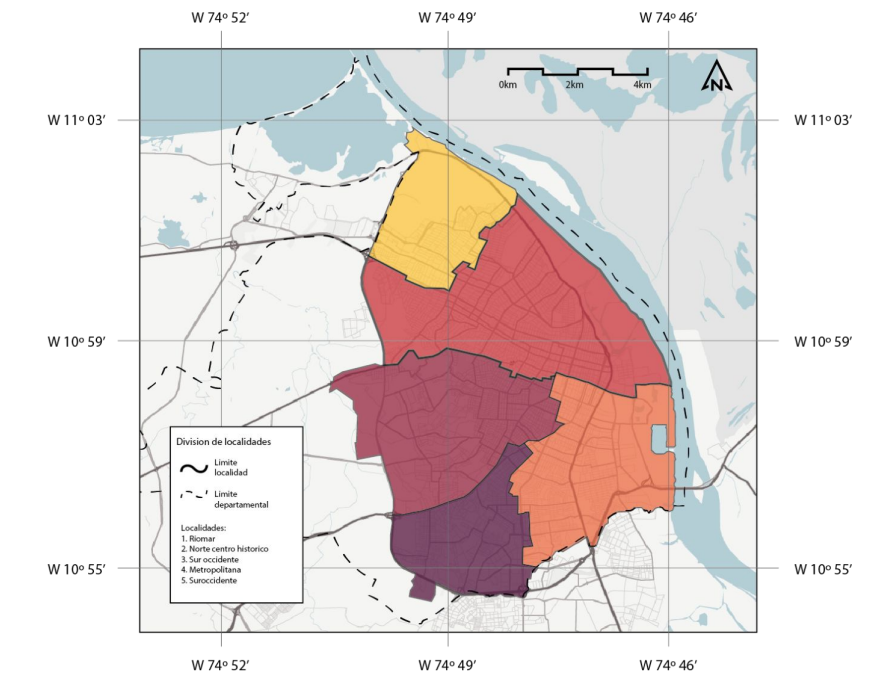 W 74º 52′
W 74º 49′
W 74º 46′
0km
2km
4km
N
W 11º 03′
W 11º 03′
W 10º 59′
W 10º 59′
Division de localidades
Limite
localidad
Limite
departamental
Localidades:
1. Riomar
2. Norte centro historico
3. Sur occidente
4. Metropolitana
5. Suroccidente
W 10º 55′
W 10º 55′
W 74º 52′
W 74º 49′
W 74º 46′